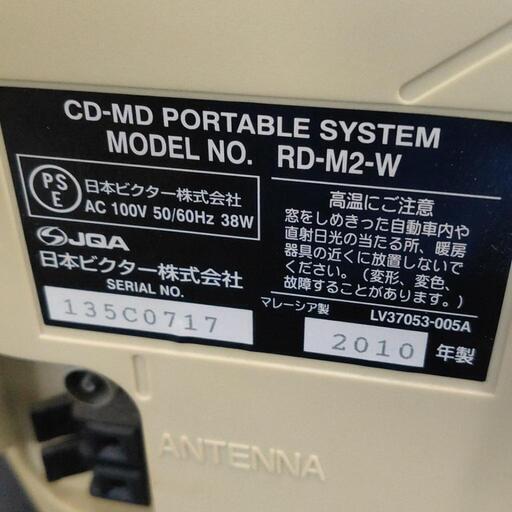 CD-MD PORTABLE SYSTEM
MODEL NO. RD-M2-W
PSE
日本ビクター株式会社
AC 100V 50/60Hz 38W
JQA
日本ビクター株式会社
SERIAL NO.
135C0717
高温にご注意
窓をしめきった自動車内や
直射日光の当たる所、暖房
器具の近くに放置しないで
ください。(変形、変色、
故障することがあります。)
マレーシア製 LV37053-005A
2010 年製
ANTENNA